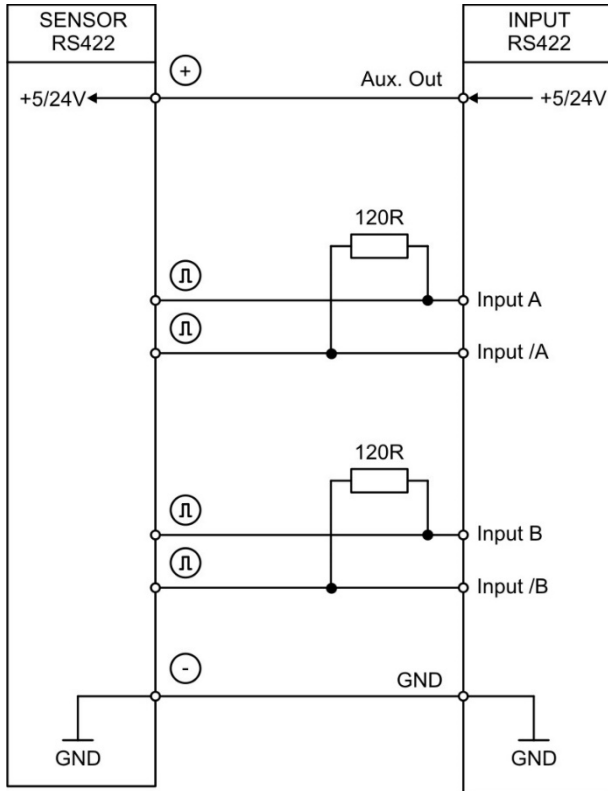 SENSOR
RS422
INPUT
RS422
+
Aux. Out
+5/24V
+5/24V
120R
Input A
Input /A
120R
Input B
Input /B
-
GND
GND
GND